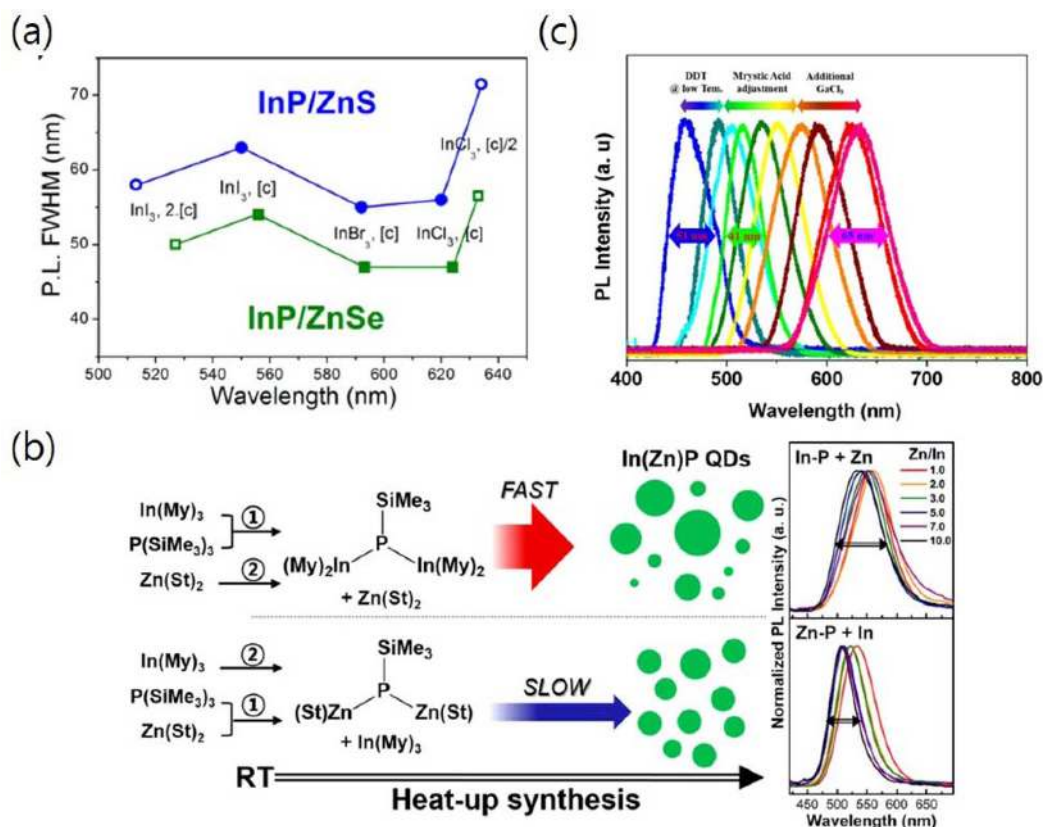 (a)
P.L. FWHM (nm)
70
60
50
40
InP/ZnS
InCl3, [c]/2
InI3, [c]
InI3, 2.[c]
InBr3, [c]
InCl3, [c]
InP/ZnSe
500 520 540 560 580 600 620 640
Wavelength (nm)
(c)
PL Intensity (a. u)
DDT
@ low Tem.
Mrystic Acid
adjustment
Additional
GaCl3
41 nm
400 500 600 700 800
Wavelength (nm)
(b)
In(My)3
P(SiMe3)3
①
Zn(St)2
②
SiMe3
P
(My)2In
In(My)2
+ Zn(St)2
FAST
In(Zn)P QDs
In(My)3
②
P(SiMe3)3
①
Zn(St)2
SiMe3
P
(St)Zn
Zn(St)
+ In(My)3
SLOW
RT
Heat-up synthesis
Normalized PL Intensity (a. u.)
In-P + Zn
Zn/In
1.0
2.0
3.0
5.0
7.0
10.0
Zn-P + In
450 500 550 600 650
Wavelength (nm)